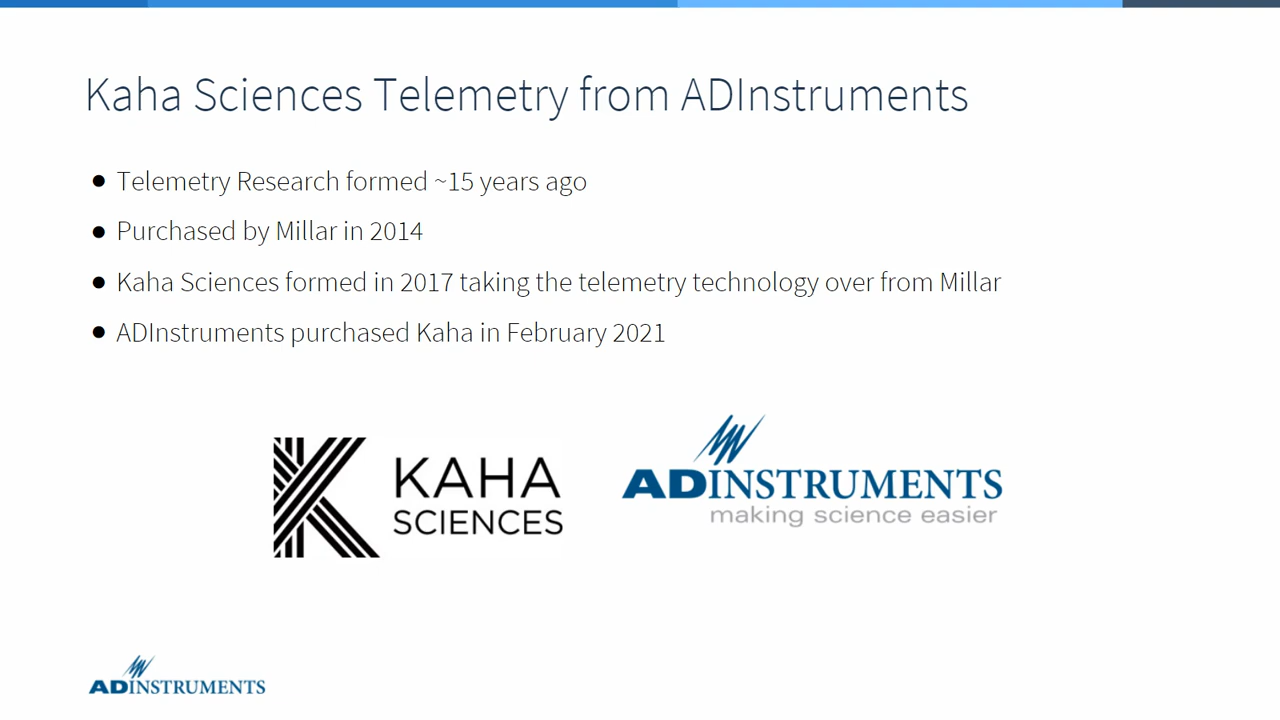 Kaha Sciences Telemetry from ADInstruments
● Telemetry Research formed ~15 years ago
● Purchased by Millar in 2014
● Kaha Sciences formed in 2017 taking the telemetry technology over from Millar
● ADInstruments purchased Kaha in February 2021
KAHA
SCIENCES
ADINSTRUMENTS
making science easier
ADINSTRUMENTS